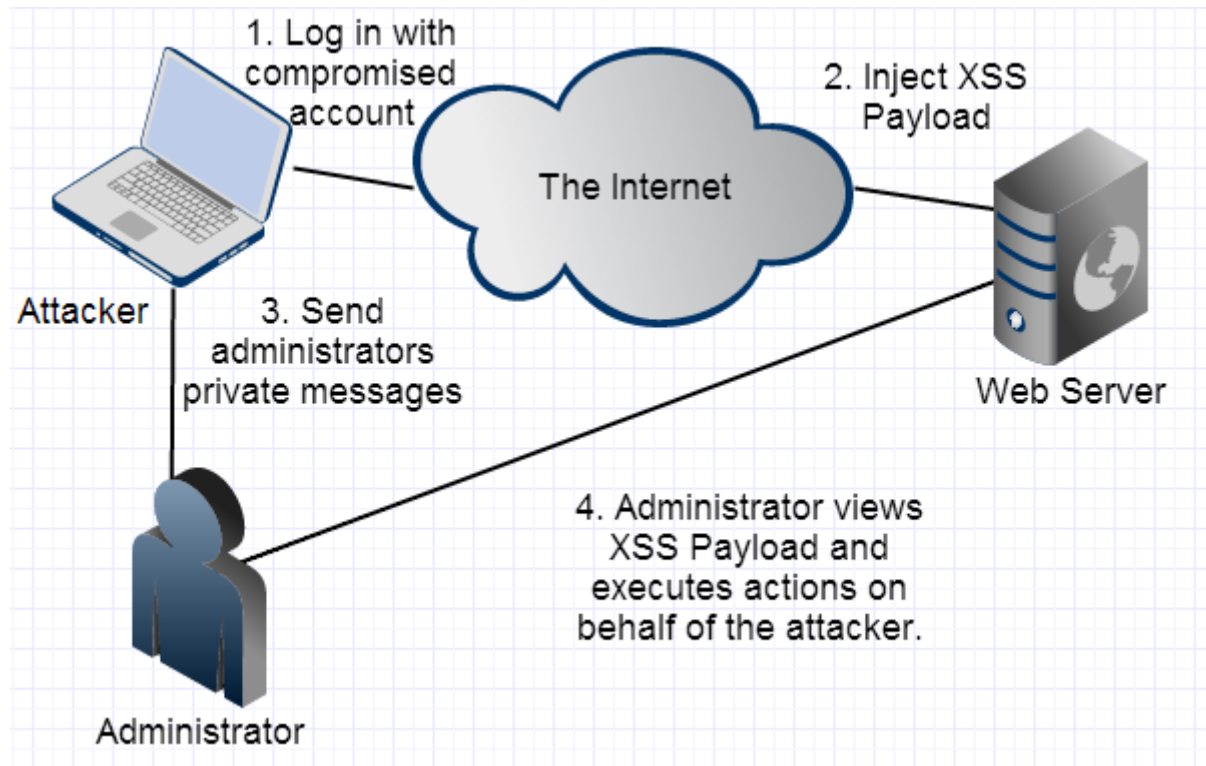 1. Log in with
compromised
account
The Internet
2. Inject XSS
Payload
Attacker
3. Send
administrators
private messages
Web Server
4. Administrator views
XSS Payload and
executes actions on
behalf of the attacker.
Administrator